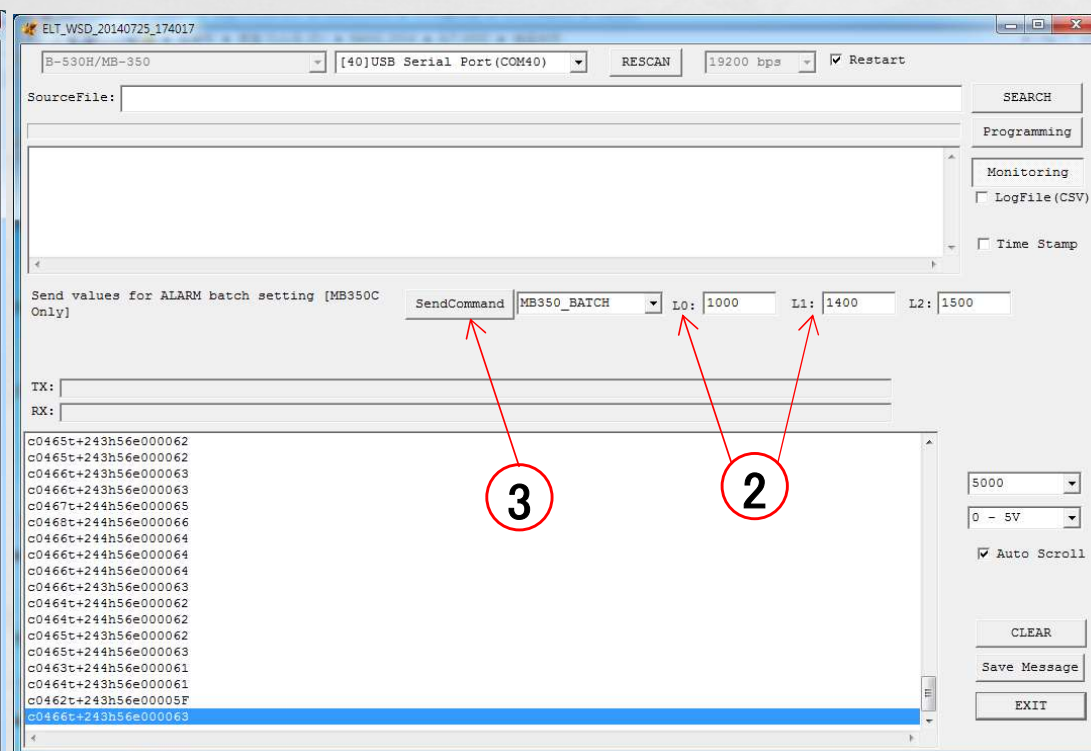 ELT_WSD_20140725_174017
B-530H/MB-350 [40]USB Serial Port(COM40) RESCAN 19200 bps Restart
SourceFile: SEARCH
Programming
Monitoring
LogFile(CSV)
Time Stamp
Send values for ALARM batch setting [MB350C
Only]
SendCommand MB350_BATCH L0: 1000 L1: 1400 L2: 1500
TX:
RX:
c0465t+243h56e000062
c0465t+243h56e000062
c0466t+243h56e000063
c0466t+243h56e000063
c0467t+244h56e000065
c0468t+244h56e000066
c0466t+244h56e000064
c0466t+244h56e000064
c0466t+244h56e000064
c0466t+243h56e000063
c0464t+244h56e000062
c0464t+244h56e000062
c0465t+243h56e000062
c0465t+244h56e000063
c0463t+244h56e000061
c0464t+244h56e000061
c0462t+243h56e00005F
c0466t+243h56e000063
3
2
5000
0 - 5V
Auto Scroll
CLEAR
Save Message
EXIT